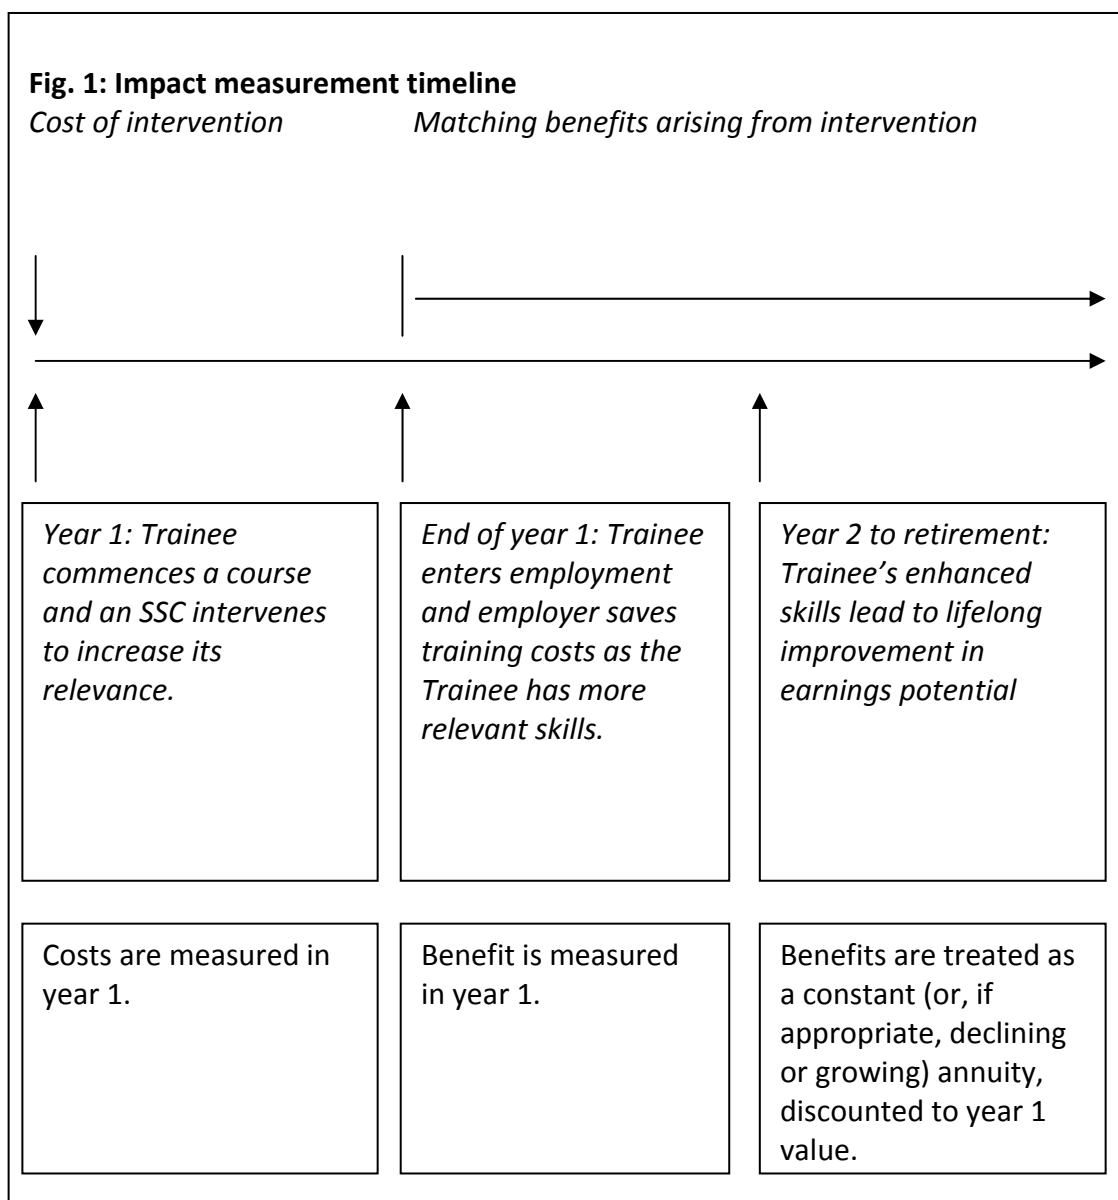 Fig. 1: Impact measurement timeline
Cost of intervention
Matching benefits arising from intervention
Year 1: Trainee
commences a course
and an SSC intervenes
to increase its
relevance.
End of year 1: Trainee
enters employment
and employer saves
training costs as the
Trainee has more
relevant skills.
Year 2 to retirement:
Trainee’s enhanced
skills lead to lifelong
improvement in
earnings potential
Costs are measured in
year 1.
Benefit is measured
in year 1.
Benefits are treated as
a constant (or, if
appropriate, declining
or growing) annuity,
discounted to year 1
value.